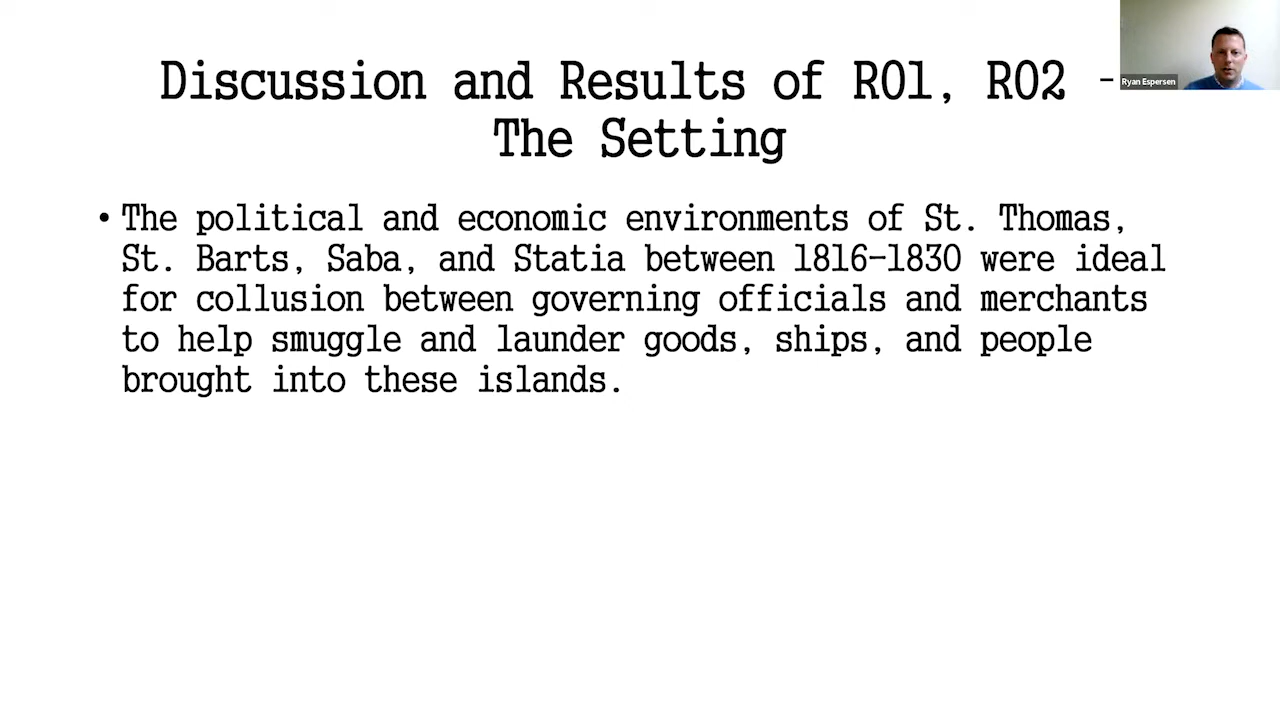 Discussion and Results of RO1, RO2 -
The Setting
Ryan Espersen
• The political and economic environments of St. Thomas,
St. Barts, Saba, and Statia between 1816-1830 were ideal
for collusion between governing officials and merchants
to help smuggle and launder goods, ships, and people
brought into these islands.